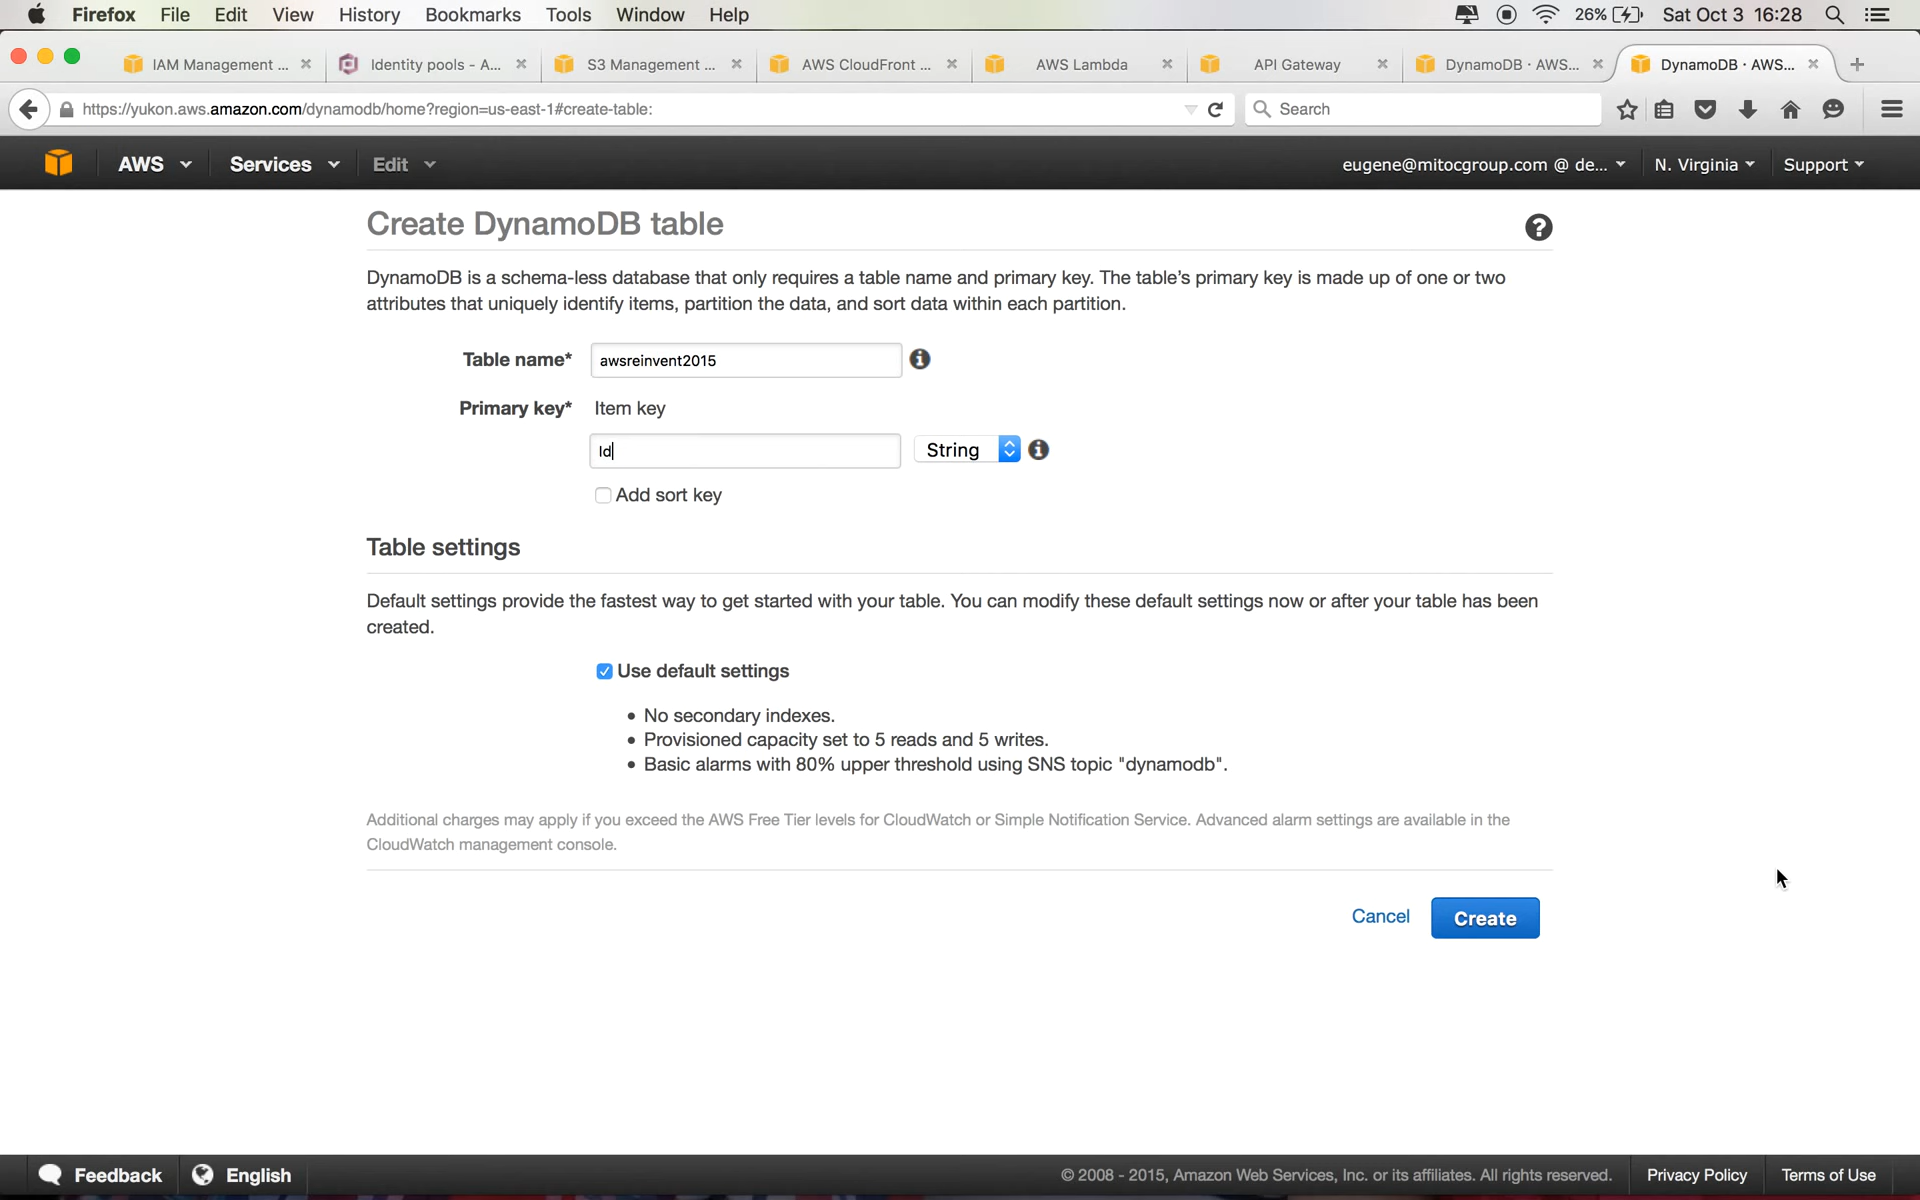 Firefox File Edit View History Bookmarks Tools Window Help 26% Sat Oct 3 16:28
IAM Management ... Identity pools - A... S3 Management ... AWS CloudFront ... AWS Lambda API Gateway DynamoDB · AWS... DynamoDB · AWS...
https://yukon.aws.amazon.com/dynamodb/home?region=us-east-1#create-table: Search
AWS Services Edit eugene@mitocgroup.com @ de... N. Virginia Support
Create DynamoDB table
DynamoDB is a schema-less database that only requires a table name and primary key. The table's primary key is made up of one or two
attributes that uniquely identify items, partition the data, and sort data within each partition.
Table name* awsreinvent2015
Primary key* Item key
Id String
Add sort key
Table settings
Default settings provide the fastest way to get started with your table. You can modify these default settings now or after your table has been
created.
Use default settings
• No secondary indexes.
• Provisioned capacity set to 5 reads and 5 writes.
• Basic alarms with 80% upper threshold using SNS topic "dynamodb".
Additional charges may apply if you exceed the AWS Free Tier levels for CloudWatch or Simple Notification Service. Advanced alarm settings are available in the
CloudWatch management console.
Cancel Create
Feedback English © 2008 - 2015, Amazon Web Services, Inc. or its affiliates. All rights reserved. Privacy Policy Terms of Use